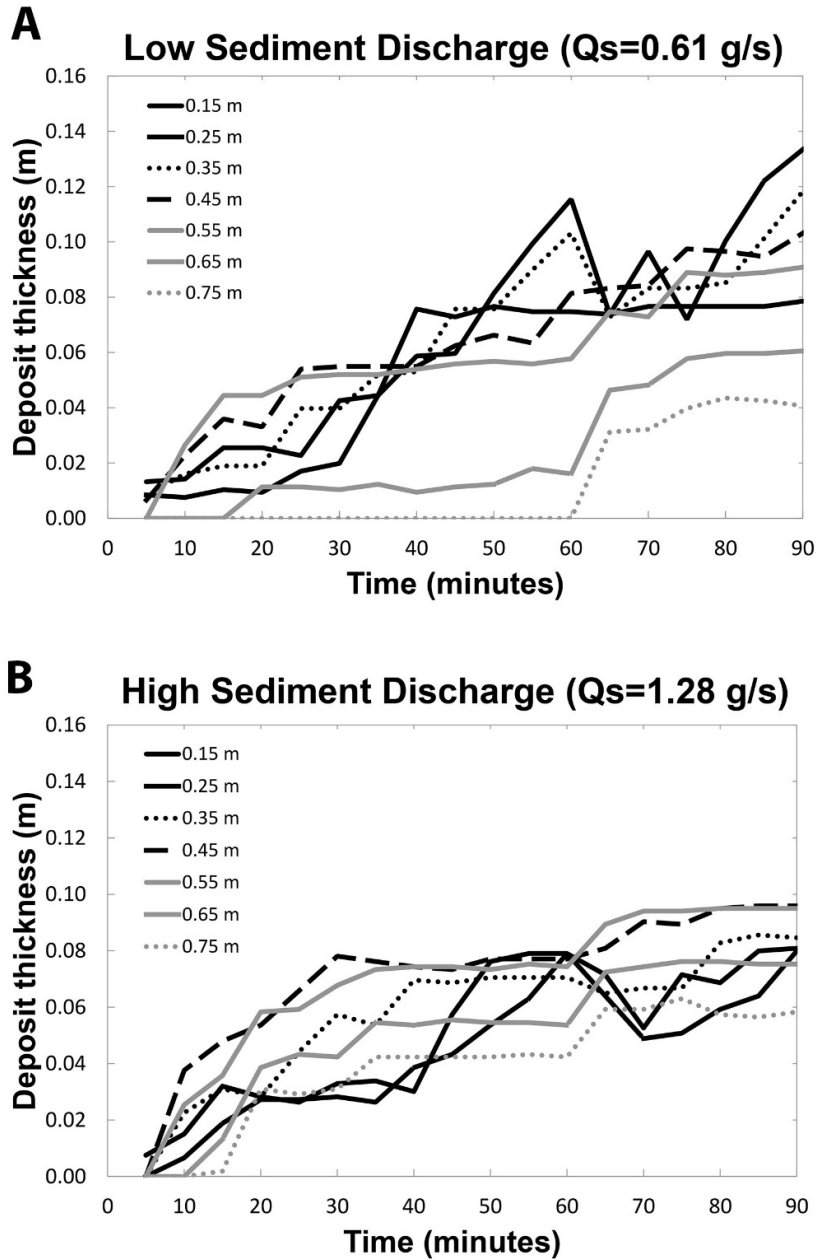 A
Low Sediment Discharge (Qs=0.61 g/s)
Deposit thickness (m)
0.16
0.14
0.12
0.10
0.08
0.06
0.04
0.02
0.00
0.15 m
0.25 m
0.35 m
0.45 m
0.55 m
0.65 m
0.75 m
0 10 20 30 40 50 60 70 80 90
Time (minutes)
B
High Sediment Discharge (Qs=1.28 g/s)
Deposit thickness (m)
0.16
0.14
0.12
0.10
0.08
0.06
0.04
0.02
0.00
0.15 m
0.25 m
0.35 m
0.45 m
0.55 m
0.65 m
0.75 m
0 10 20 30 40 50 60 70 80 90
Time (minutes)